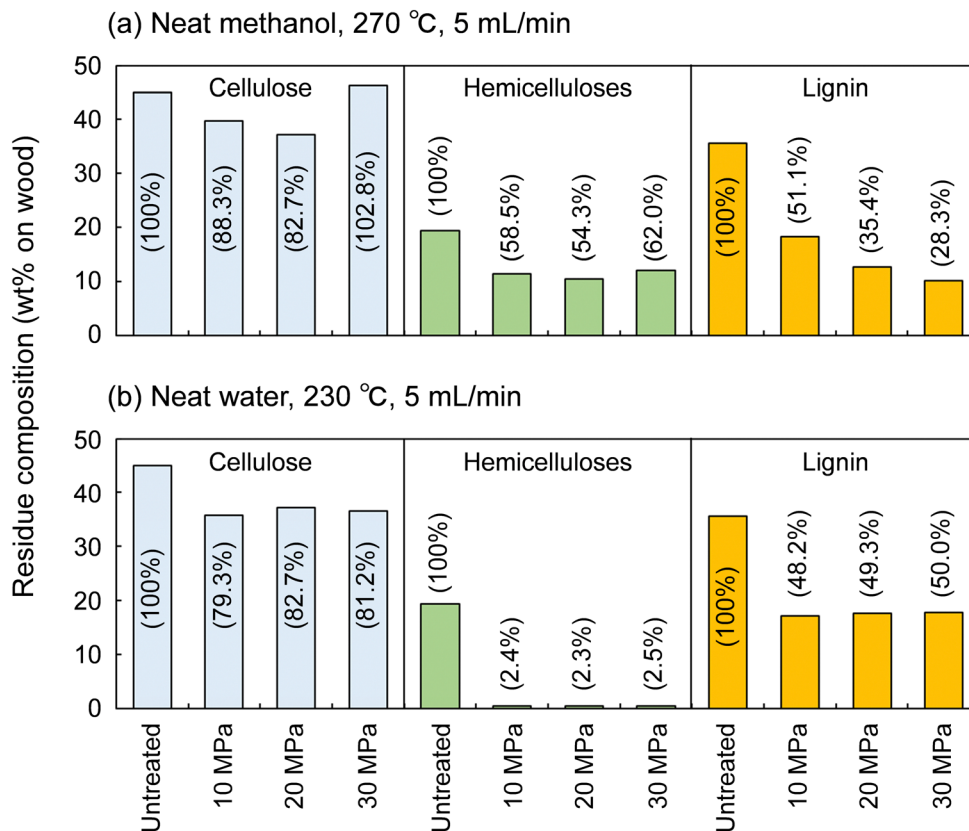 (a) Neat methanol, 270 ℃, 5 mL/min
Residue composition (wt% on wood)
50
40
30
20
10
0
Cellulose
Hemicelluloses
Lignin
(100%)
(88.3%)
(82.7%)
(102.8%)
(100%)
(58.5%)
(54.3%)
(62.0%)
(100%)
(51.1%)
(35.4%)
(28.3%)
(b) Neat water, 230 ℃, 5 mL/min
50
40
30
20
10
0
Cellulose
Hemicelluloses
Lignin
(100%)
(79.3%)
(82.7%)
(81.2%)
(100%)
(2.4%)
(2.3%)
(2.5%)
(100%)
(48.2%)
(49.3%)
(50.0%)
Untreated
10 MPa
20 MPa
30 MPa
Untreated
10 MPa
20 MPa
30 MPa
Untreated
10 MPa
20 MPa
30 MPa